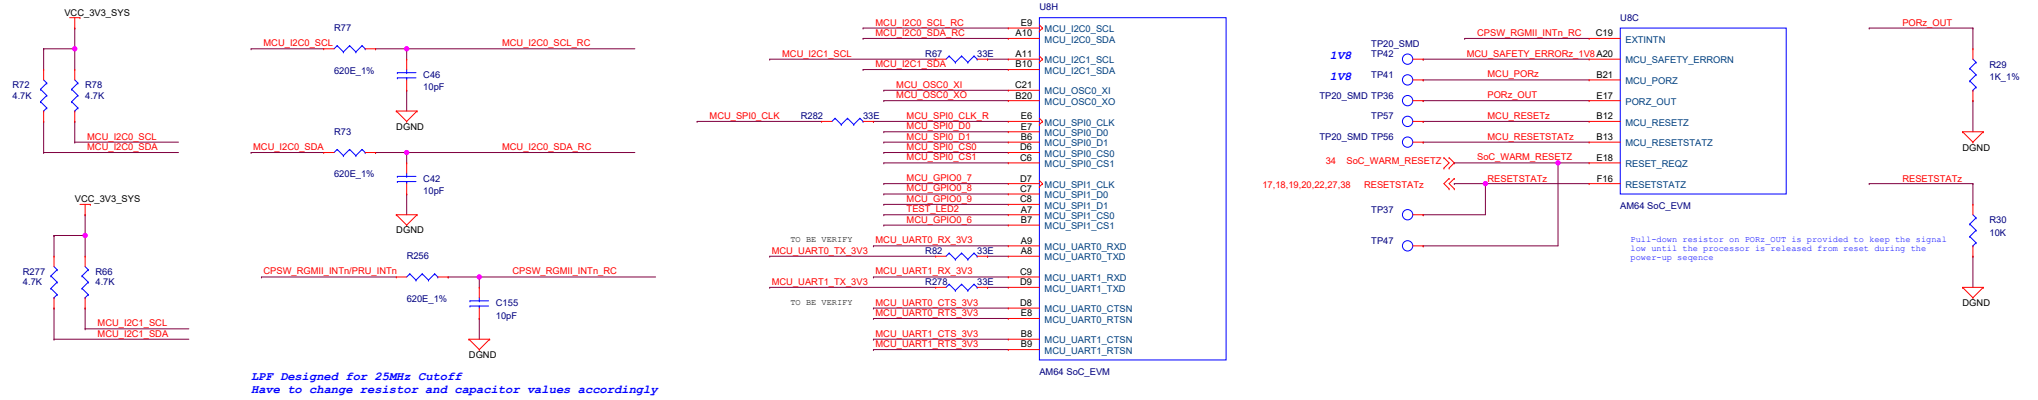 VCC_3V3_SYS
R72
4.7K
R78
4.7K
MCU_I2C0_SCL
MCU_I2C0_SDA
VCC_3V3_SYS
R277
4.7K
R66
4.7K
MCU_I2C1_SCL
MCU_I2C1_SDA
R77
MCU_I2C0_SCL
MCU_I2C0_SCL_RC
620E_1%
C46
10pF
DGND
R73
MCU_I2C0_SDA
MCU_I2C0_SDA_RC
620E_1%
C42
10pF
DGND
R256
CPSW_RGMII_INTn/PRU_INTn
CPSW_RGMII_INTn_RC
620E_1%
C155
10pF
DGND
LPF Designed for 25MHz Cutoff
Have to change resistor and capacitor values accordingly
U8H
MCU_I2C0_SCL_RC E9 MCU_I2C0_SCL
MCU_I2C0_SDA_RC A10 MCU_I2C0_SDA
MCU_I2C1_SCL R67 33E A11 MCU_I2C1_SCL
MCU_I2C1_SDA B10 MCU_I2C1_SDA
MCU_OSC0_XI C21 MCU_OSC0_XI
MCU_OSC0_XO B20 MCU_OSC0_XO
MCU_SPI0_CLK R282 33E MCU_SPI0_CLK_R E6 MCU_SPI0_CLK
MCU_SPI0_D0 E7 MCU_SPI0_D0
MCU_SPI0_D1 B6 MCU_SPI0_D1
MCU_SPI0_CS0 D6 MCU_SPI0_CS0
MCU_SPI0_CS1 C6 MCU_SPI0_CS1
MCU_GPIO0_7 D7 MCU_SPI1_CLK
MCU_GPIO0_8 C7 MCU_SPI1_D0
MCU_GPIO0_9 C8 MCU_SPI1_D1
TEST_LED2 A7 MCU_SPI1_CS0
MCU_GPIO0_6 B7 MCU_SPI1_CS1
TO BE VERIFY MCU_UART0_RX_3V3 A9 MCU_UART0_RXD
MCU_UART0_TX_3V3 R82 33E A8 MCU_UART0_TXD
MCU_UART1_RX_3V3 C9 MCU_UART1_RXD
MCU_UART1_TX_3V3 R278 33E D9 MCU_UART1_TXD
TO BE VERIFY
MCU_UART0_CTS_3V3 D8 MCU_UART0_CTSN
MCU_UART0_RTS_3V3 E8 MCU_UART0_RTSN
MCU_UART1_CTS_3V3 B8 MCU_UART1_CTSN
MCU_UART1_RTS_3V3 B9 MCU_UART1_RTSN
AM64 SoC_EVM
U8C
CPSW_RGMII_INTn_RC C19 EXTINTN
TP20_SMD
1V8 TP42 MCU_SAFETY_ERRORz_1V8 A20 MCU_SAFETY_ERRORN
1V8 TP41 MCU_PORz B21 MCU_PORZ
TP20_SMD TP36 PORz_OUT E17 PORZ_OUT
TP57 MCU_RESETz B12 MCU_RESETZ
TP20_SMD TP56 MCU_RESETSTATz B13 MCU_RESETSTATZ
34 SoC_WARM_RESETZ SoC_WARM_RESETZ E18 RESET_REQZ
17,18,19,20,22,27,38 RESETSTATz RESETSTATz F16 RESETSTATZ
TP37
TP47
AM64 SoC_EVM
Pull-down resistor on PORz_OUT is provided to keep the signal
low until the processor is released from reset during the
power-up seqence
PORz_OUT
R29
1K_1%
DGND
RESETSTATz
R30
10K
DGND